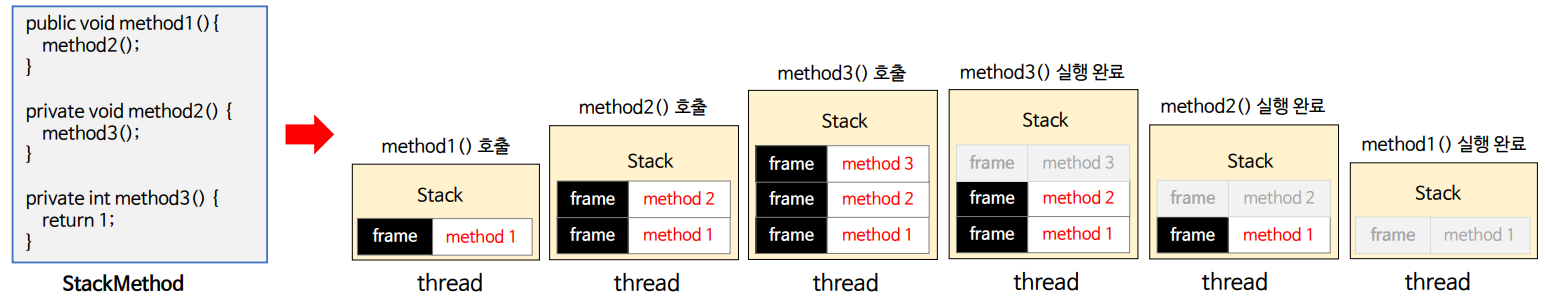 public void method1() {
method2();
}
private void method2() {
method3();
}
private int method3() {
return 1;
}
StackMethod
method1() 호출
Stack
frame method 1
thread
method2() 호출
Stack
frame method 2
frame method 1
thread
method3() 호출
Stack
frame method 3
frame method 2
frame method 1
thread
method3() 실행 완료
Stack
frame method 3
frame method 2
frame method 1
thread
method2() 실행 완료
Stack
frame method 2
frame method 1
thread
method1() 실행 완료
Stack
frame method 1
thread